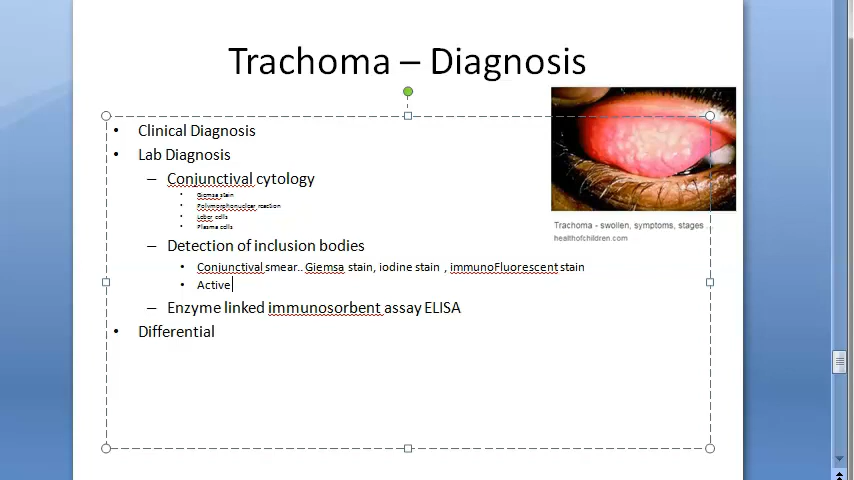 Trachoma – Diagnosis
• Clinical Diagnosis
• Lab Diagnosis
– Conjunctival cytology
• Giemsa stain
• Polymorphonuclear reaction
• Leber cells
• Plasma cells
– Detection of inclusion bodies
• Conjunctival smear.. Giemsa stain, iodine stain , immunoFluorescent stain
• Active
– Enzyme linked immunosorbent assay ELISA
• Differential
Trachoma - swollen, symptoms, stages ...
healthofchildren.com